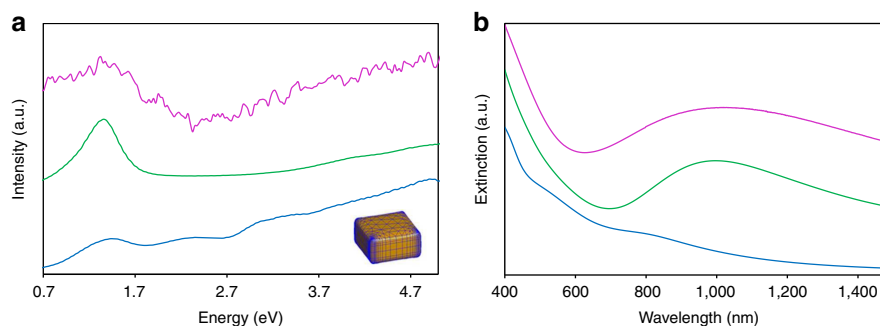 a
b
Intensity (a.u.)
Extinction (a.u.)
0.7 1.7 2.7 3.7 4.7
400 600 800 1,000 1,200 1,400
Energy (eV)
Wavelength (nm)